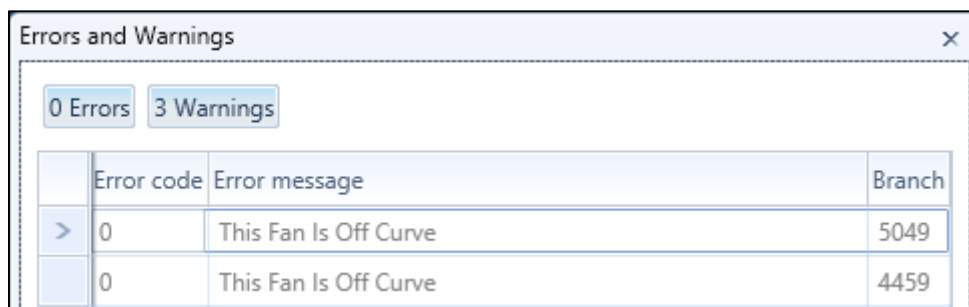 Errors and Warnings
0 Errors 3 Warnings
Error code Error message Branch
0 This Fan Is Off Curve 5049
0 This Fan Is Off Curve 4459